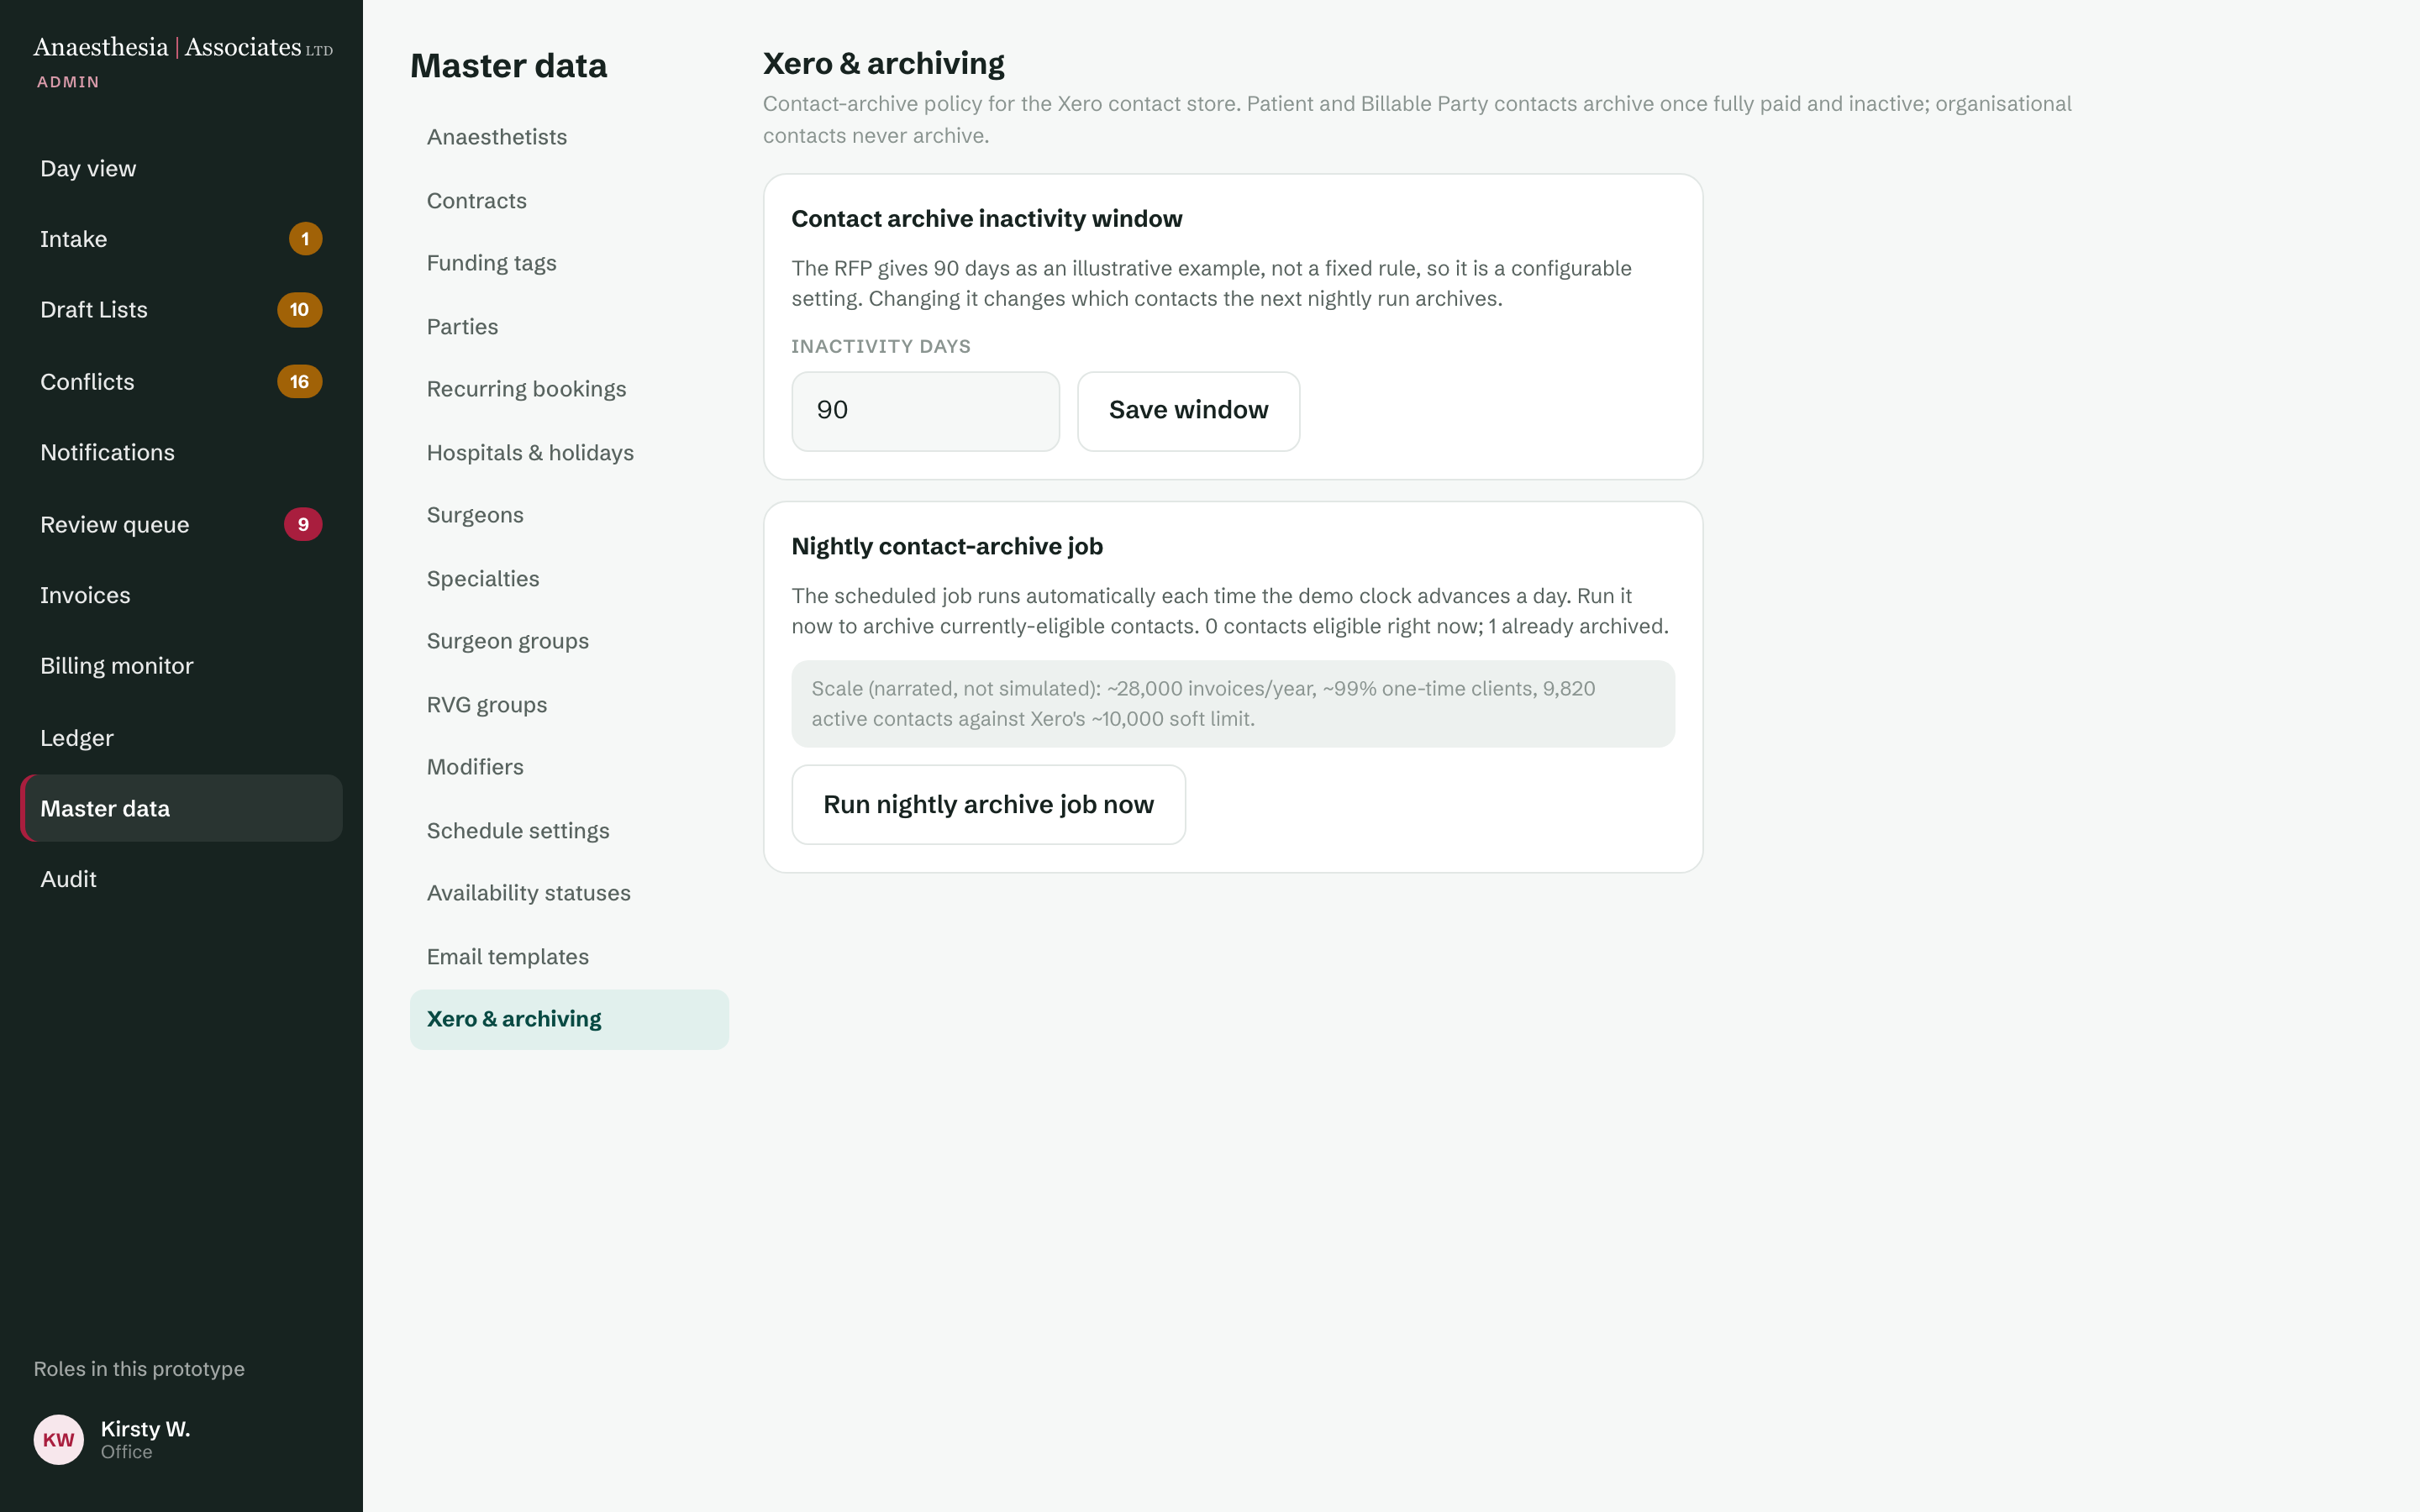 Anaesthesia | Associates LTD
ADMIN
Day view
Intake 1
Draft Lists 10
Conflicts 16
Notifications
Review queue 9
Invoices
Billing monitor
Ledger
Master data
Audit
Roles in this prototype
KW
Kirsty W.
Office
Master data
Anaesthetists
Contracts
Funding tags
Parties
Recurring bookings
Hospitals & holidays
Surgeons
Specialties
Surgeon groups
RVG groups
Modifiers
Schedule settings
Availability statuses
Email templates
Xero & archiving
Xero & archiving
Contact-archive policy for the Xero contact store. Patient and Billable Party contacts archive once fully paid and inactive; organisational
contacts never archive.
Contact archive inactivity window
The RFP gives 90 days as an illustrative example, not a fixed rule, so it is a configurable
setting. Changing it changes which contacts the next nightly run archives.
INACTIVITY DAYS
90
Save window
Nightly contact-archive job
The scheduled job runs automatically each time the demo clock advances a day. Run it
now to archive currently-eligible contacts. 0 contacts eligible right now; 1 already archived.
Scale (narrated, not simulated): ~28,000 invoices/year, ~99% one-time clients, 9,820
active contacts against Xero's ~10,000 soft limit.
Run nightly archive job now